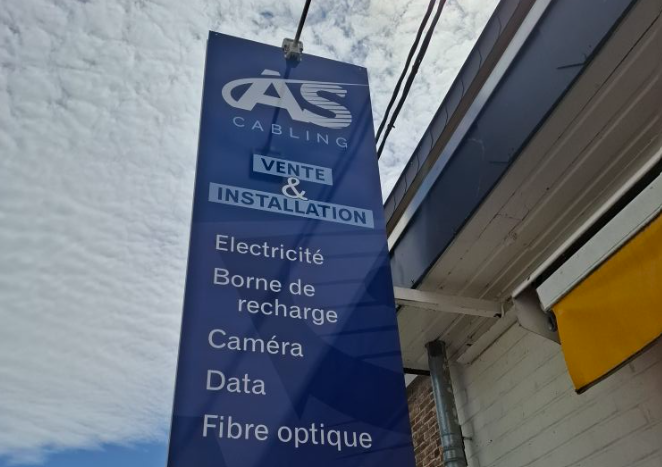 AS
CABLING
VENTE
&
INSTALLATION
Electricité
Borne de
recharge
Caméra
Data
Fibre optique